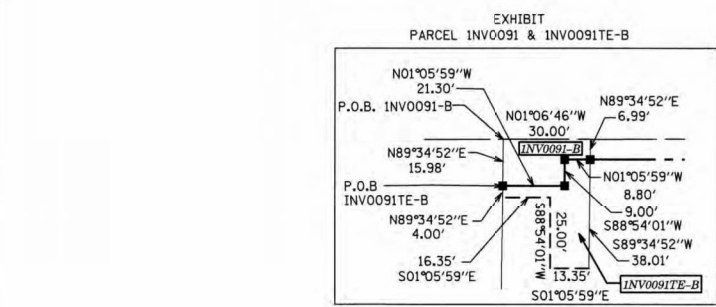 EXHIBIT
PARCEL 1NV0091 & 1NV0091TE-B
N01°05'59''W
21.30'
P.O.B. 1NV0091-B
N01°06'46''W
30.00'
N89°34'52''E
6.99'
1NV0091-B
N89°34'52''E
15.98'
N01°05'59''W
8.80'
P.O.B
INV0091TE-B
9.00'
S88°54'01''W
N89°34'52''E
4.00'
S88°54'01''W
25.00'
S89°34'52''W
38.01'
16.35'
S01°05'59''E
13.35'
1NV0091TE-B
S01°05'59''E